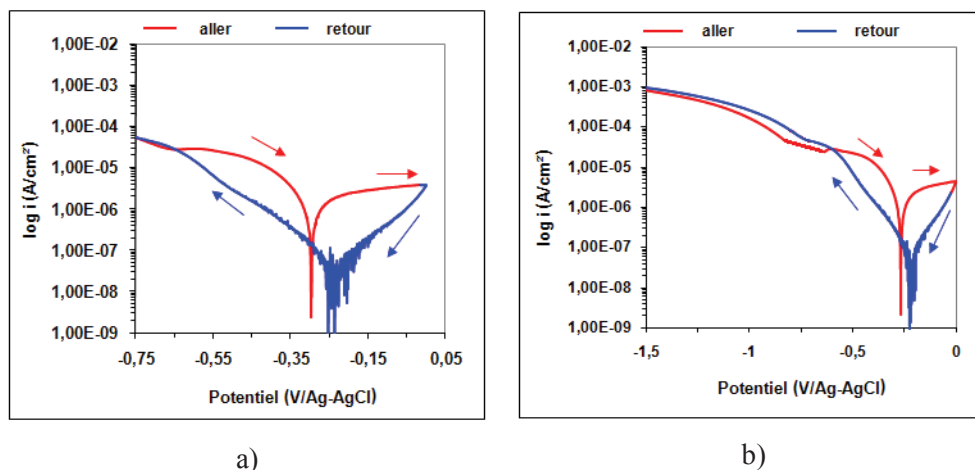 aller retour
1,00E-02
1,00E-03
1,00E-04
1,00E-05
1,00E-06
1,00E-07
1,00E-08
1,00E-09
log i (A/cm²)
-0,75 -0,55 -0,35 -0,15 0,05
Potentiel (V/Ag-AgCl)
a)
aller retour
1,00E-02
1,00E-03
1,00E-04
1,00E-05
1,00E-06
1,00E-07
1,00E-08
1,00E-09
log i (A/cm²)
-1,5 -1 -0,5 0
Potentiel (V/Ag-AgCl)
b)